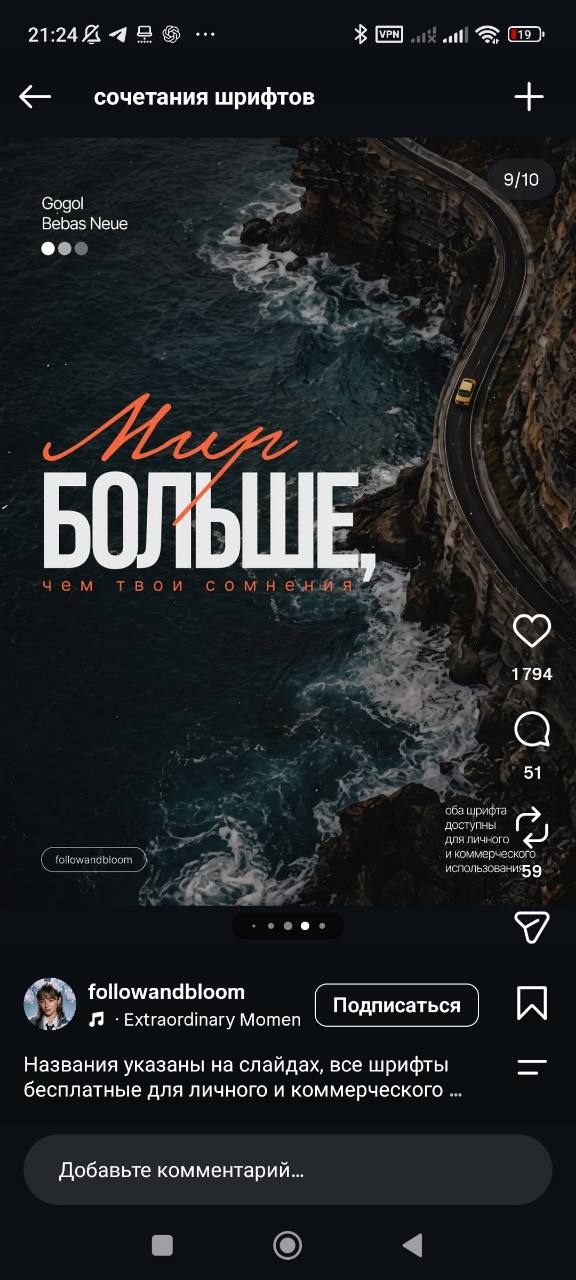 21:24
VPN
19
сочетания шрифтов
9/10
Gogol
Bebas Neue
Мир
БОЛЬШЕ,
чем твои сомнения
1 794
51
оба шрифта
доступны
для личного
и коммерческого
использования
59
followandbloom
followandbloom
· Extraordinary Momen
Подписаться
Названия указаны на слайдах, все шрифты
бесплатные для личного и коммерческого ...
Добавьте комментарий...